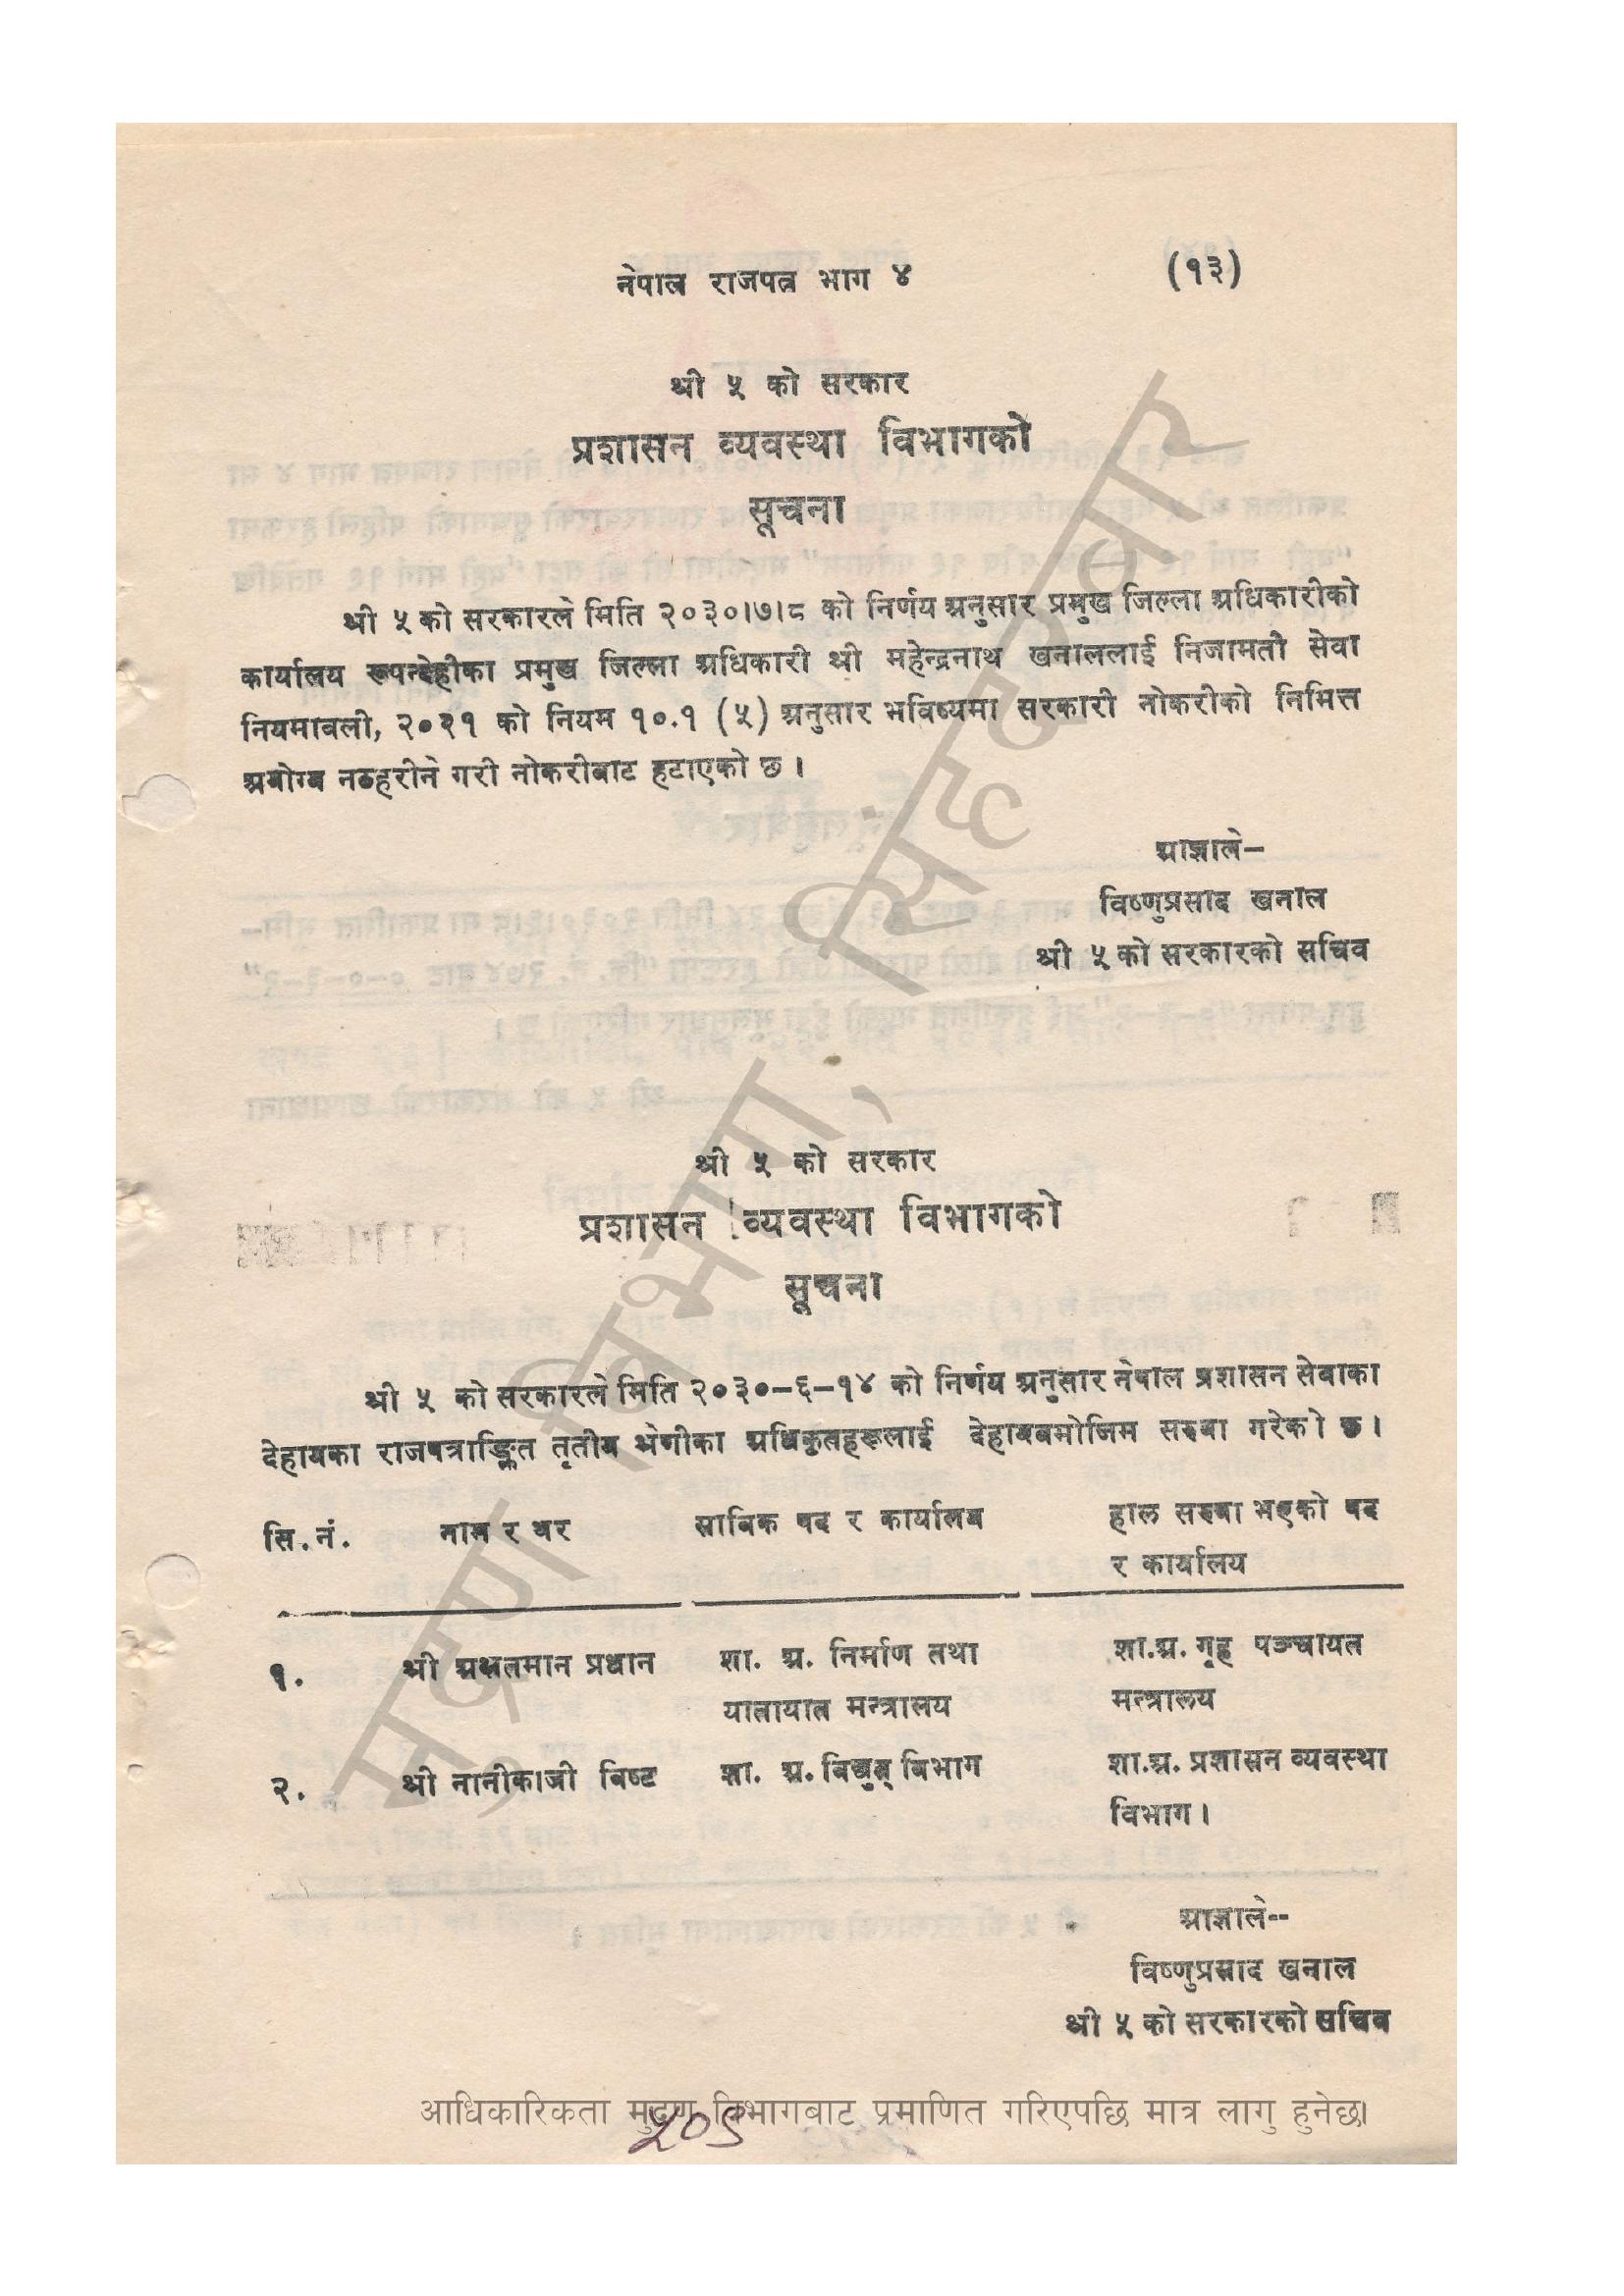 नेपाल राजपत्र भाग ४ (१३)
श्री ५ को सरकार
प्रशासन व्यवस्था विभागको
सूचना
श्री ५ को सरकारले मिति २०३०।७।८ को निर्णय अनुसार प्रमुख जिल्ला अधिकारीको
कार्यालय रूपन्देहीका प्रमुख जिल्ला अधिकारी श्री महेन्द्रनाथ खनाललाई निजामती सेवा
नियमावली, २०२१ को नियम १०.१ (५) अनुसार भविष्यमा सरकारी नोकरीको निमित्त
अयोग्य नठहरीने गरी नोकरीबाट हटाएको छ ।
आज्ञाले–
विष्णुप्रसाद खनाल
श्री ५ को सरकारको सचिव
श्री ५ को सरकार
प्रशासन व्यवस्था विभागको
सूचना
श्री ५ को सरकारले मिति २०३०–६–१४ को निर्णय अनुसार नेपाल प्रशासन सेवाका
देहायका राजपत्राङ्कित तृतीय श्रेणीका अधिकृतहरूलाई देहायबमोजिम सरुवा गरेको छ ।
सि.नं. नाम र थर साबिक पद र कार्यालय हाल सरुवा भएको पद
र कार्यालय
१. श्री अक्षतमान प्रधान शा. अ. निर्माण तथा शा.अ. गृह पञ्चायत
यातायात मन्त्रालय मन्त्रालय
२. श्री नानीकाजी बिष्ट शा. अ. विद्युत् विभाग शा.अ. प्रशासन व्यवस्था
विभाग ।
आज्ञाले--
विष्णुप्रसाद खनाल
श्री ५ को सरकारको सचिव
मुद्रण विभाग, सिंहदरवार
आधिकारिकता मुद्रण विभागबाट प्रमाणित गरिएपछि मात्र लागु हुनेछ।
५०९